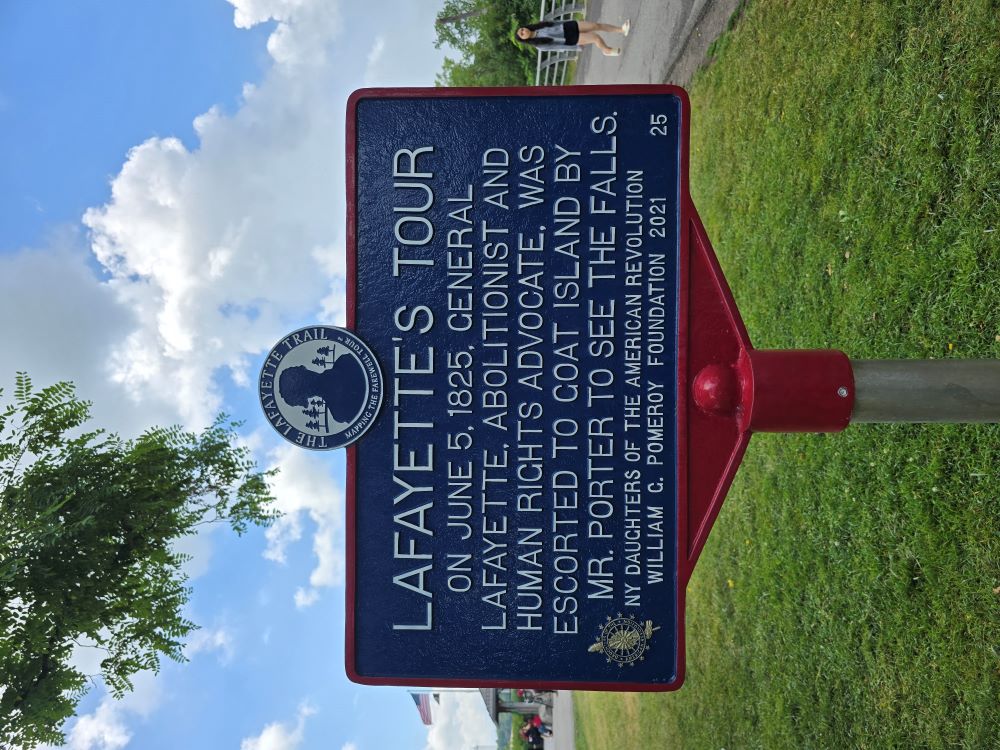 THE LAFAYETTE TRAIL
MAPPING THE FAREWELL TOUR™
LAFAYETTE'S TOUR
ON JUNE 5, 1825, GENERAL
LAFAYETTE, ABOLITIONIST AND
HUMAN RIGHTS ADVOCATE, WAS
ESCORTED TO GOAT ISLAND BY
MR. PORTER TO SEE THE FALLS.
NY DAUGHTERS OF THE AMERICAN REVOLUTION
WILLIAM G. POMEROY FOUNDATION 2021 25